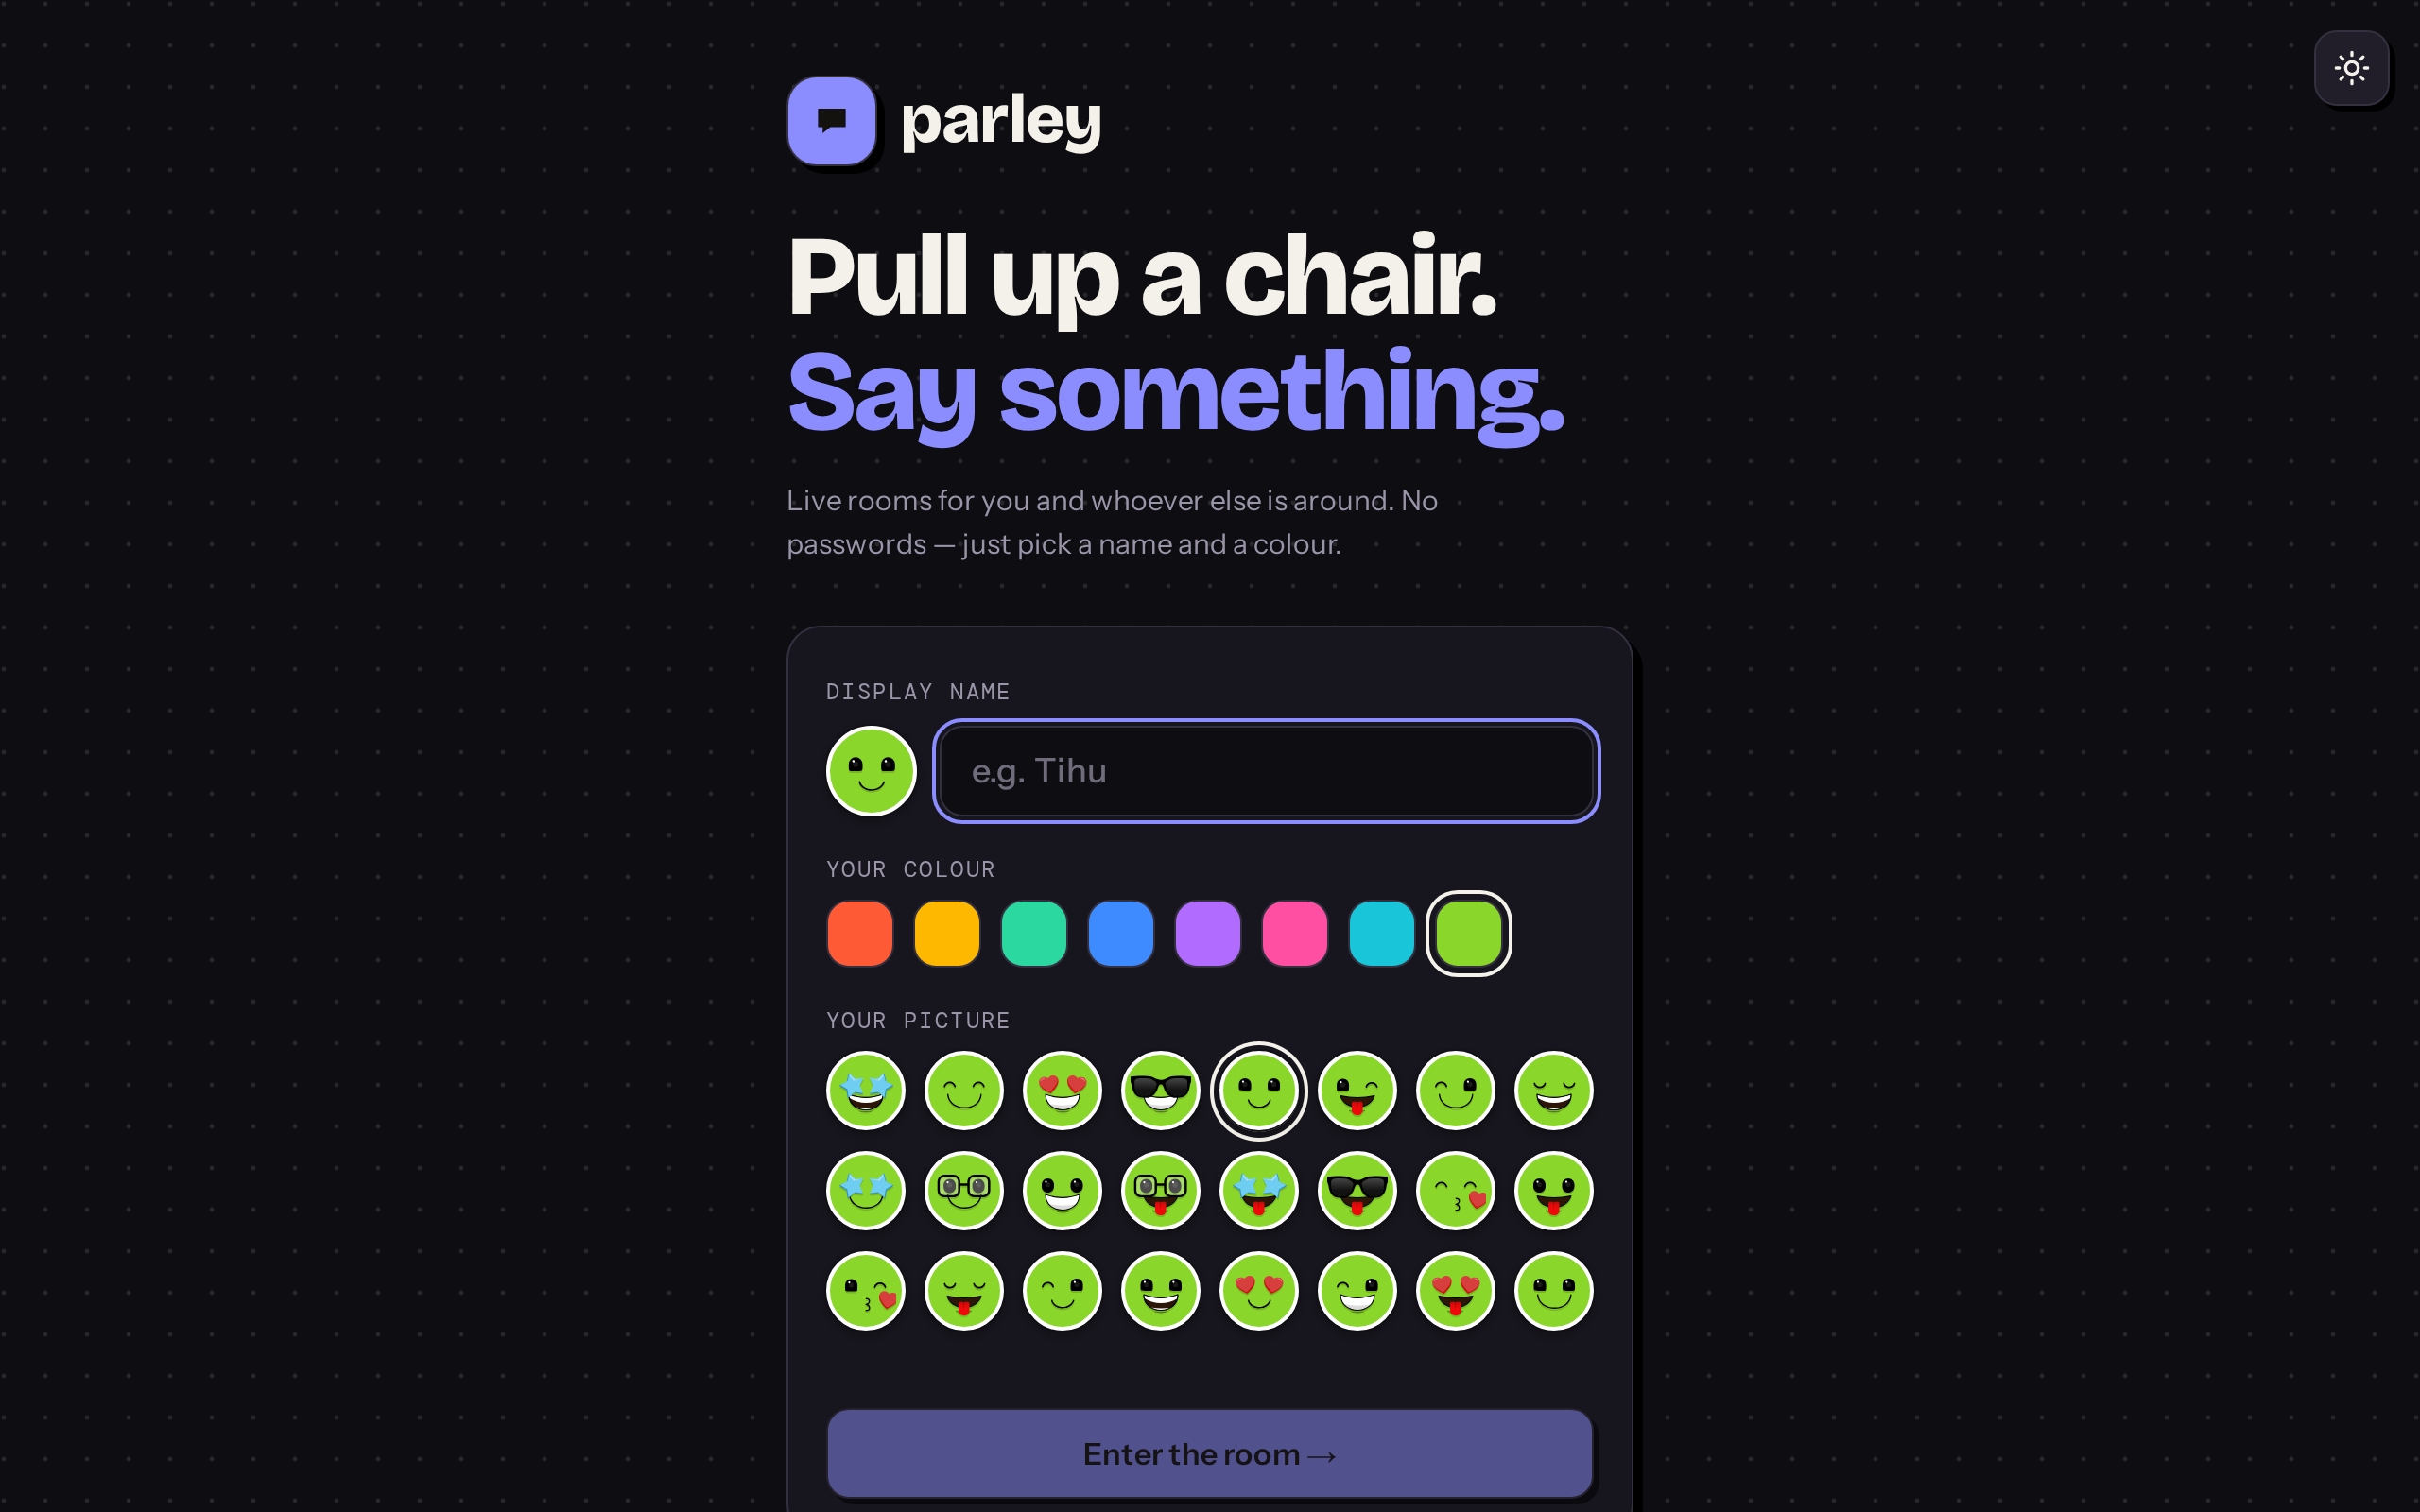 parley
Pull up a chair.
Say something.
Live rooms for you and whoever else is around. No
passwords — just pick a name and a colour.
DISPLAY NAME
e.g. Tihu
YOUR COLOUR
YOUR PICTURE
Enter the room →